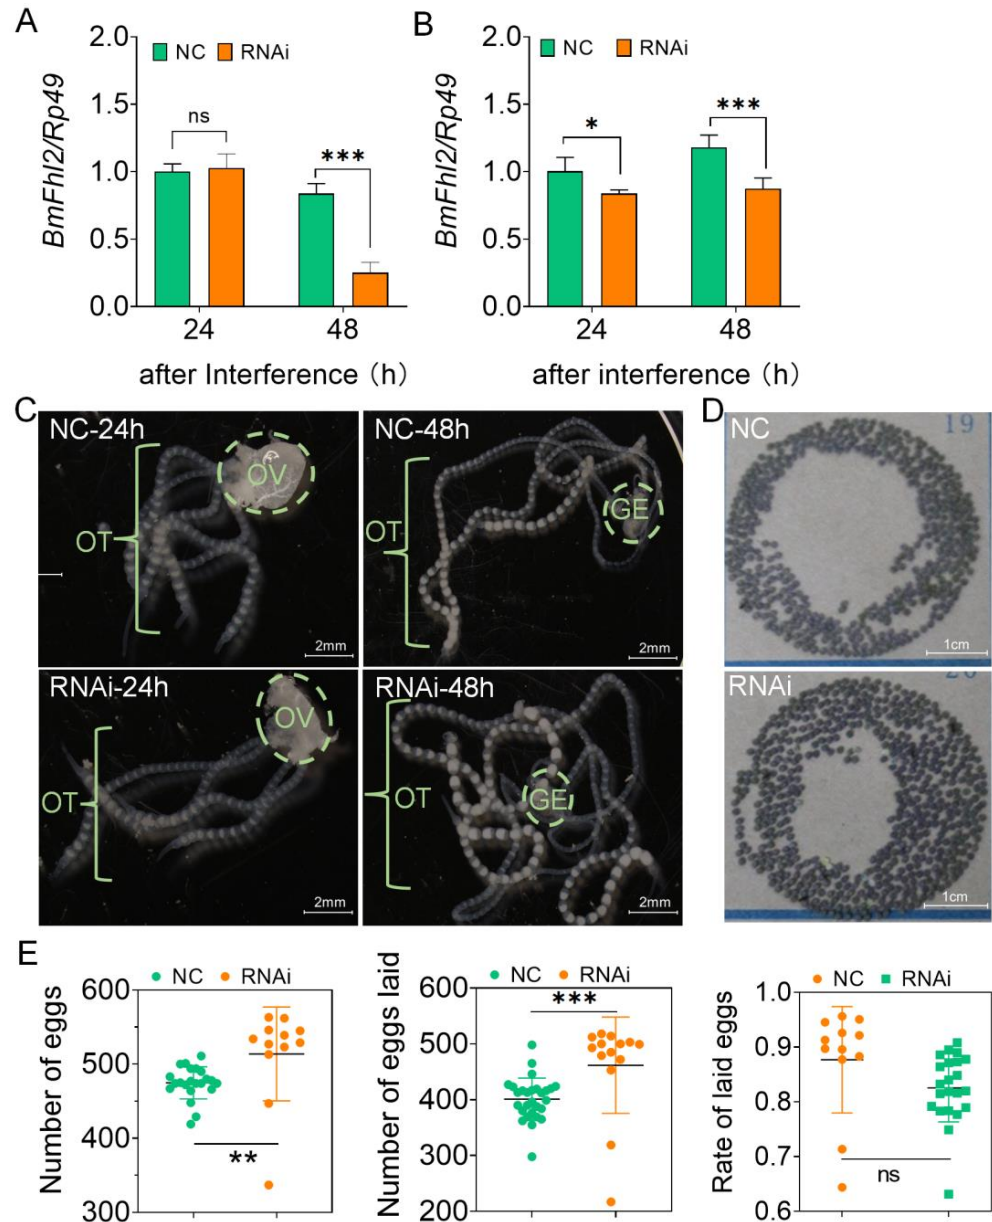 A
2.0
1.5
1.0
0.5
0.0
BmFhl2/Rp49
NC RNAi
ns
***
24 48
after Interference (h)
B
2.0
1.5
1.0
0.5
0.0
BmFhl2/Rp49
NC RNAi
*
***
24 48
after interference (h)
C
NC-24h
OV
OT
2mm
NC-48h
GE
OT
2mm
RNAi-24h
OV
OT
2mm
RNAi-48h
GE
OT
2mm
D
NC
19
1cm
RNAi
20
1cm
E
NC RNAi
Number of eggs
600
500
400
300
**
NC RNAi
Number of eggs laid
600
500
400
300
200
***
NC RNAi
Rate of laid eggs
1.0
0.9
0.8
0.7
0.6
ns